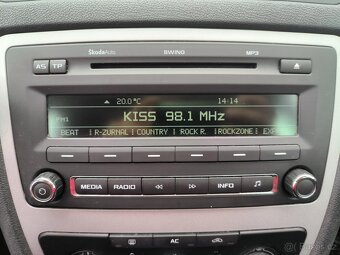 ŠkodaAuto SWING MP3
AS TP
20.0°C 14:14
KISS 98.1 MHz
FM1
BEAT |R-ZURNAL |COUNTRY |ROCK R. |ROCKZONE| EXP
MEDIA RADIO INFO
AC